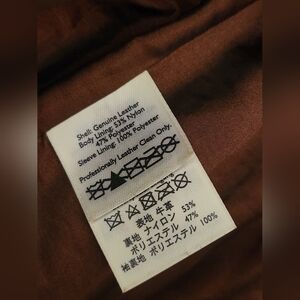 Shell: Genuine Leather
Body Lining: 53% Nylon
47% Polyester
Sleeve Lining: 100% Polyester
Professionally Leather Clean Only.
表地 牛革
裏地 ナイロン 53%
ポリエステル 47%
袖裏地 ポリエステル 100%